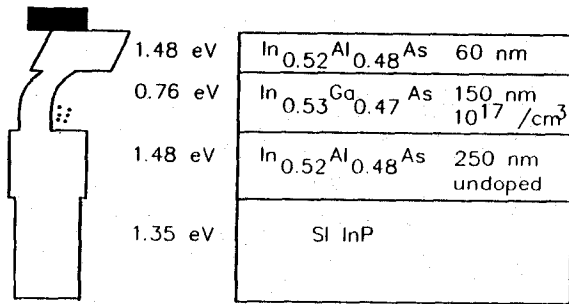 1.48 eV In0.52Al0.48As 60 nm
0.76 eV In0.53Ga0.47As 150 nm
10^17 /cm^3
1.48 eV In0.52Al0.48As 250 nm
undoped
1.35 eV SI InP